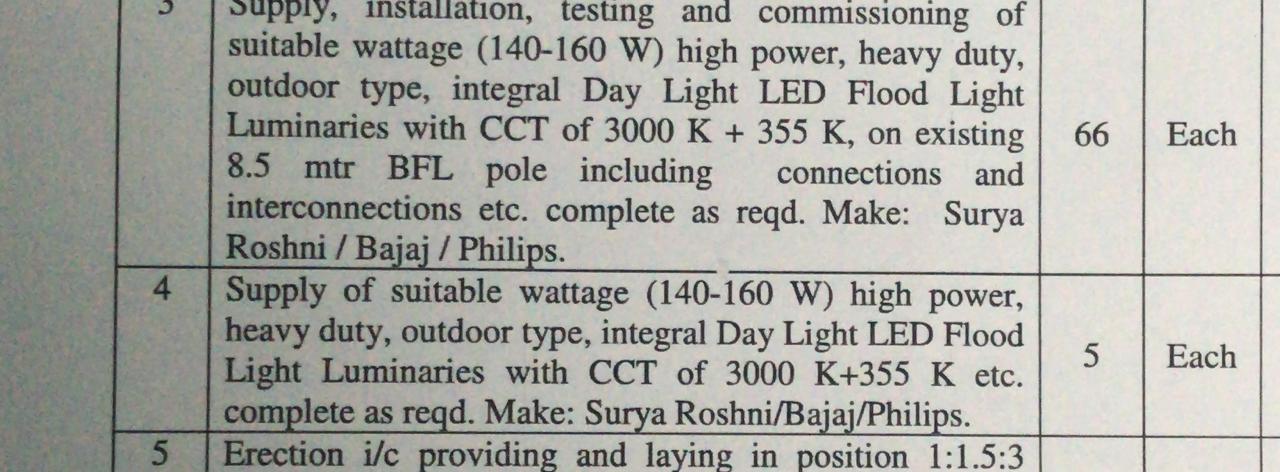 3 Supply, installation, testing and commissioning of
suitable wattage (140-160 W) high power, heavy duty,
outdoor type, integral Day Light LED Flood Light
Luminaries with CCT of 3000 K + 355 K, on existing 66 Each
8.5 mtr BFL pole including connections and
interconnections etc. complete as reqd. Make: Surya
Roshni / Bajaj / Philips.
4 Supply of suitable wattage (140-160 W) high power,
heavy duty, outdoor type, integral Day Light LED Flood
Light Luminaries with CCT of 3000 K+355 K etc. 5 Each
complete as reqd. Make: Surya Roshni/Bajaj/Philips.
5 Erection i/c providing and laying in position 1:1.5:3